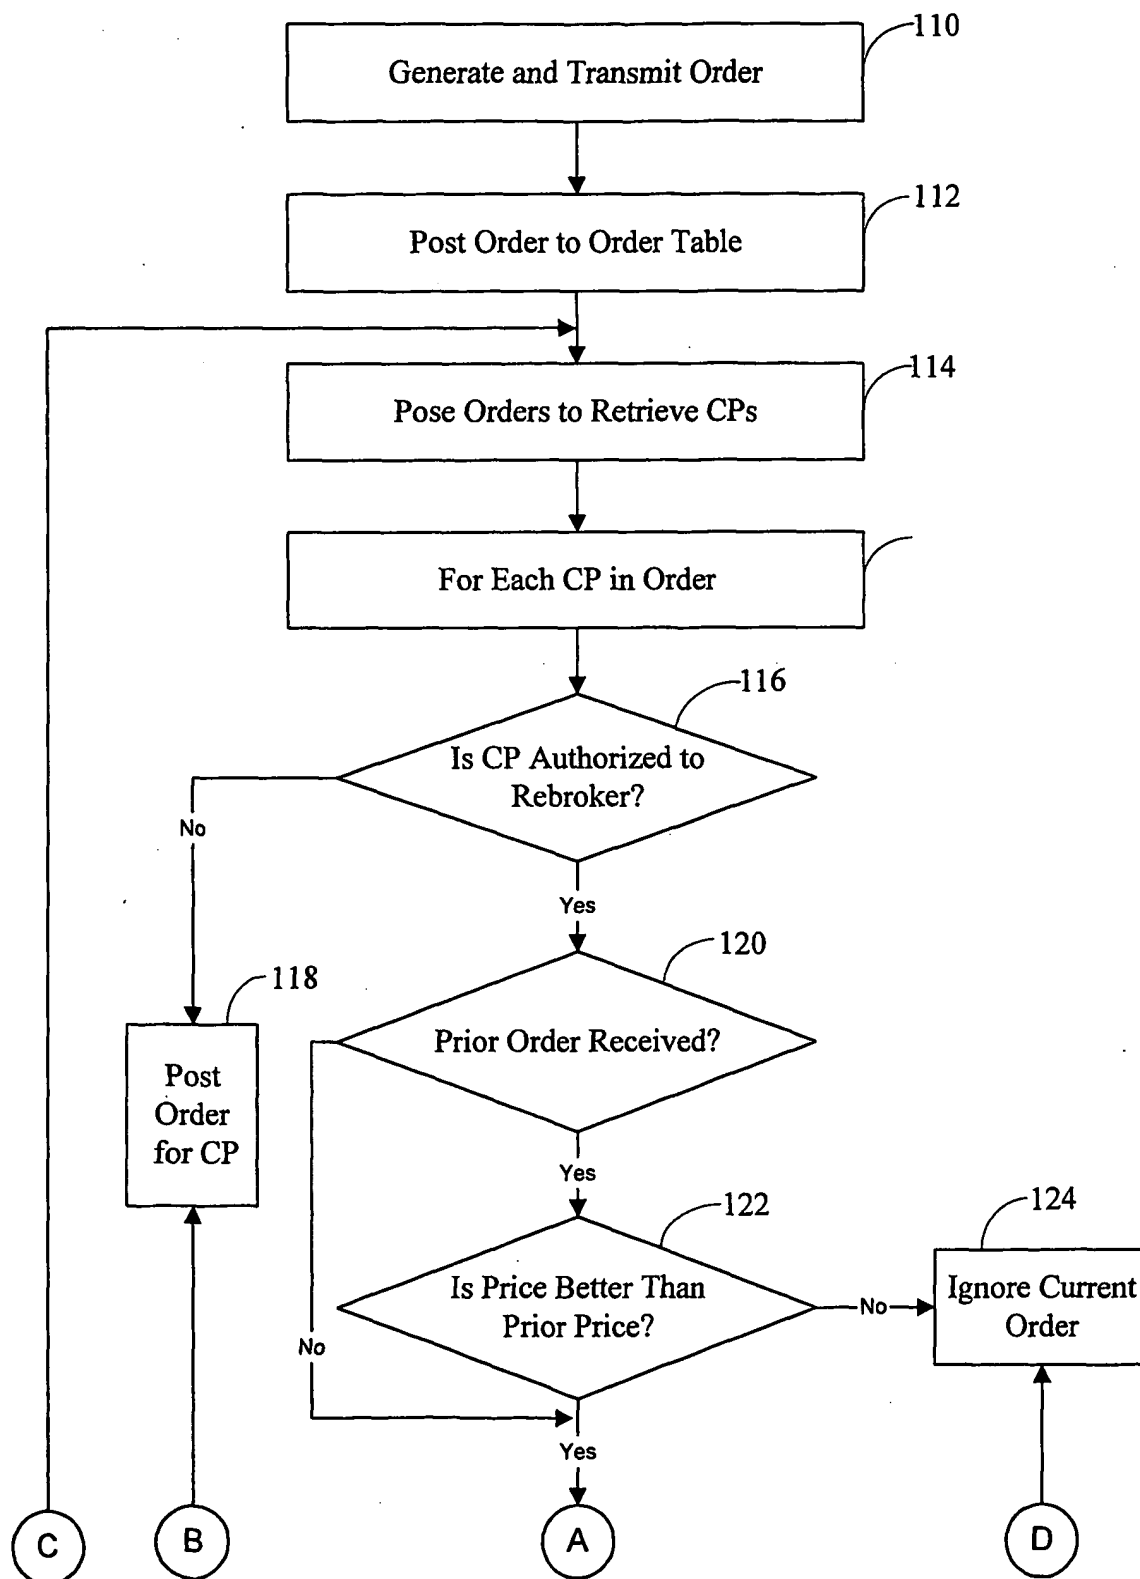 110
Generate and Transmit Order
112
Post Order to Order Table
114
Pose Orders to Retrieve CPs
For Each CP in Order
116
Is CP Authorized to
Rebroker?
No
Yes
120
118
Prior Order Received?
Post
Order
for CP
Yes
122
124
Is Price Better Than
Prior Price?
No
Ignore Current
Order
No
Yes
C
B
A
D